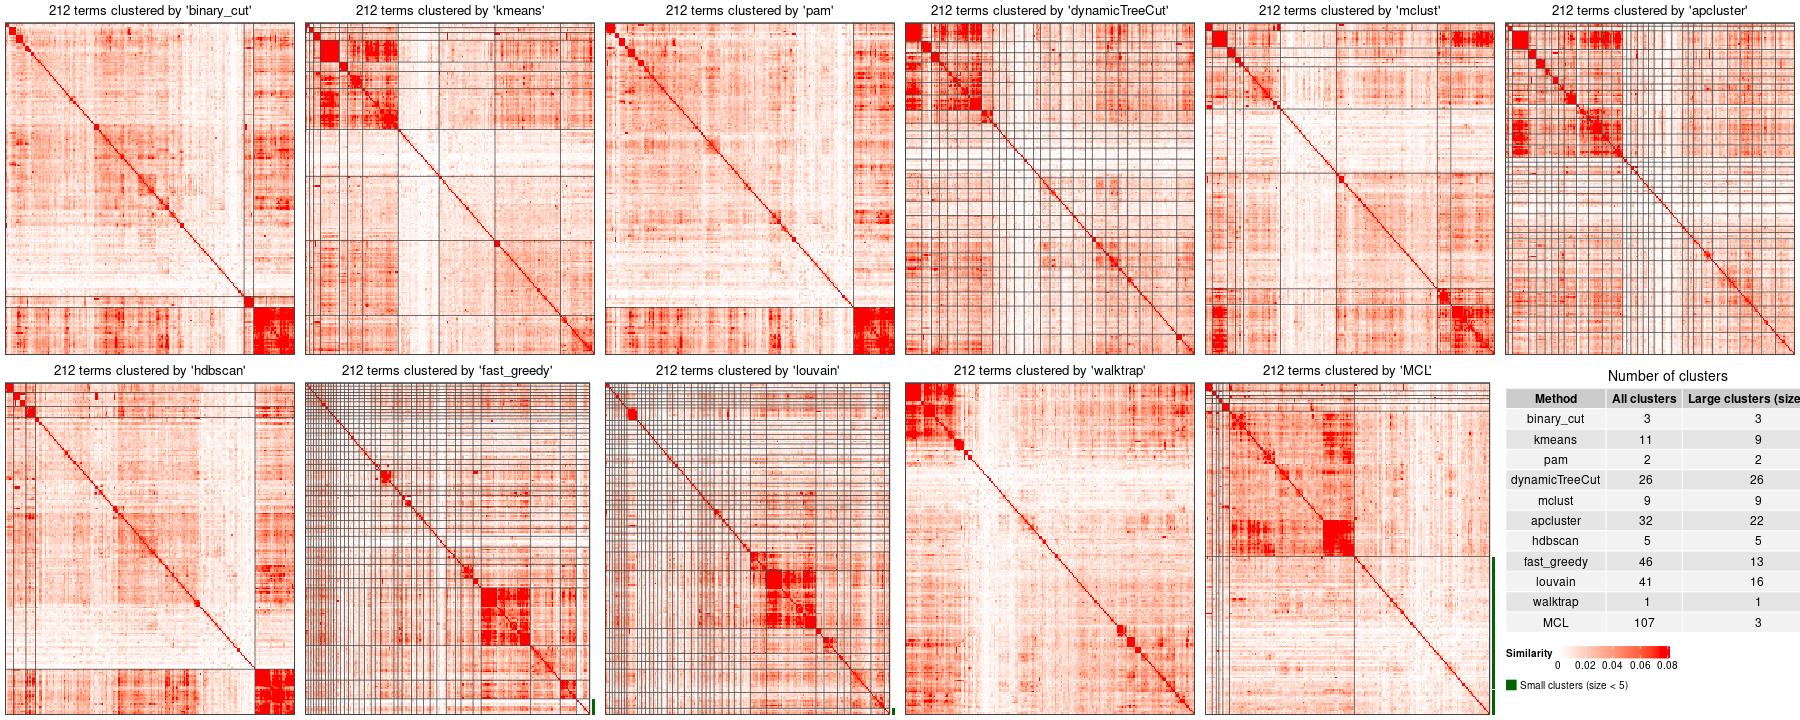 212 terms clustered by 'binary_cut'
212 terms clustered by 'kmeans'
212 terms clustered by 'pam'
212 terms clustered by 'dynamicTreeCut'
212 terms clustered by 'mclust'
212 terms clustered by 'apcluster'
212 terms clustered by 'hdbscan'
212 terms clustered by 'fast_greedy'
212 terms clustered by 'louvain'
212 terms clustered by 'walktrap'
212 terms clustered by 'MCL'
Number of clusters
Method All clusters Large clusters (size
binary_cut 3 3
kmeans 11 9
pam 2 2
dynamicTreeCut 26 26
mclust 9 9
apcluster 32 22
hdbscan 5 5
fast_greedy 46 13
louvain 41 16
walktrap 1 1
MCL 107 3
Similarity
0 0.02 0.04 0.06 0.08
Small clusters (size < 5)